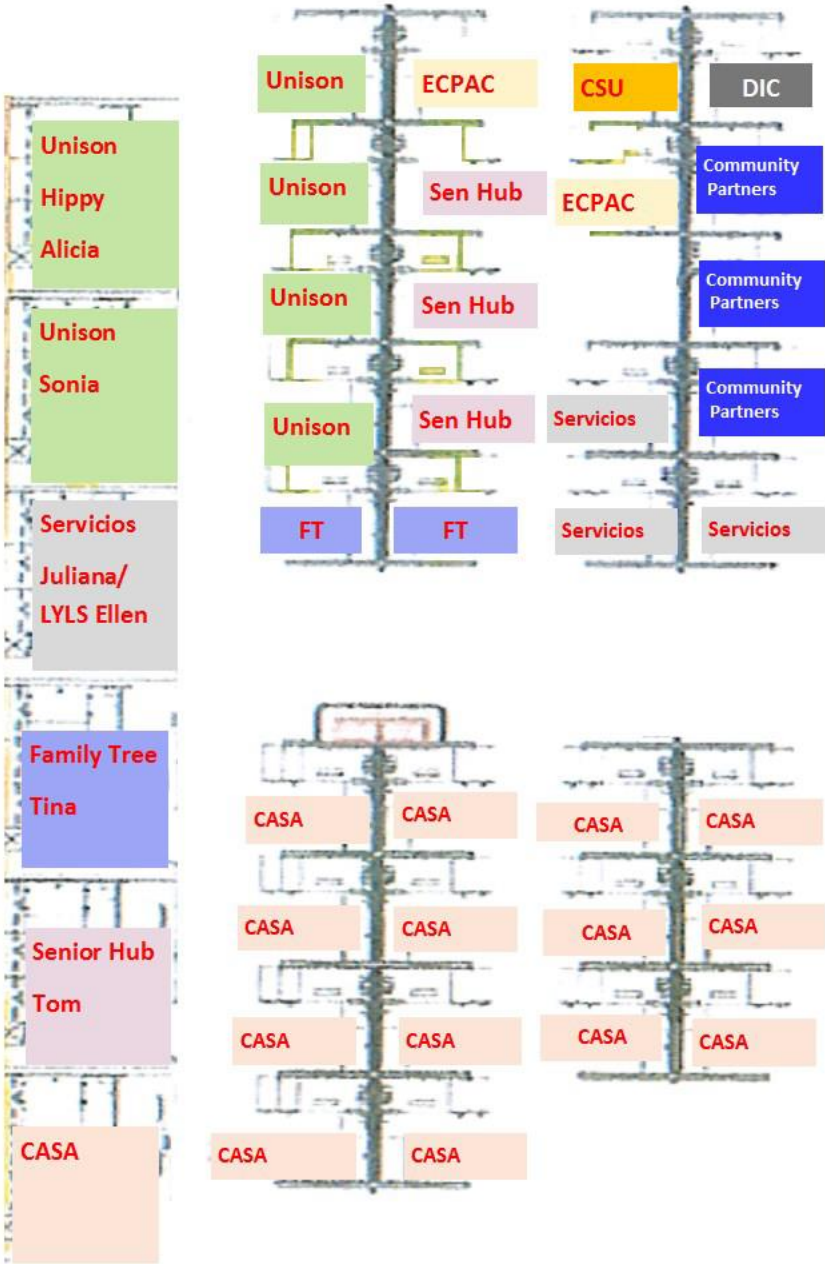 Unison
Hippy
Alicia
Unison
Sonia
Servicios
Juliana/
LYLS Ellen
Family Tree
Tina
Senior Hub
Tom
CASA
Unison
ECPAC
Unison
Sen Hub
Unison
Sen Hub
Unison
Sen Hub
FT
FT
CSU
DIC
ECPAC
Community
Partners
Community
Partners
Servicios
Community
Partners
Servicios
Servicios
CASA
CASA
CASA
CASA
CASA
CASA
CASA
CASA
CASA
CASA
CASA
CASA
CASA
CASA